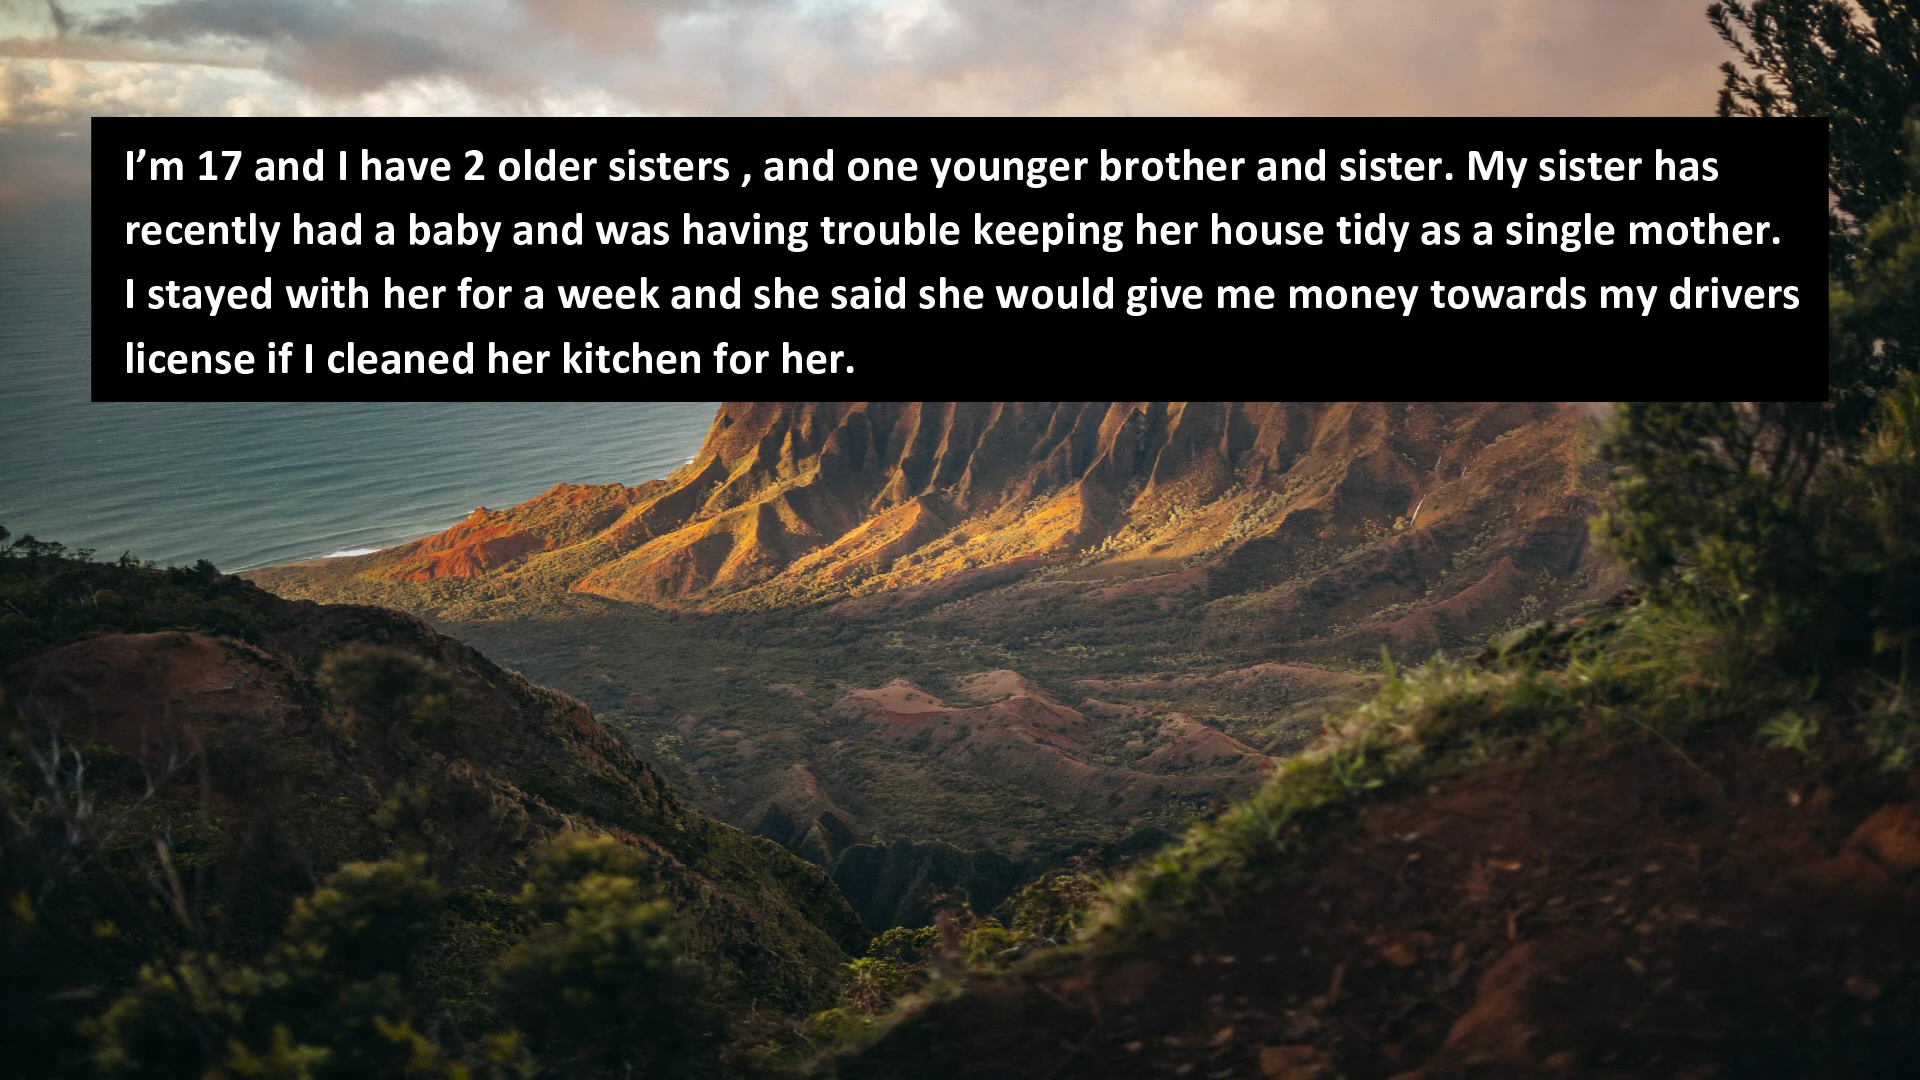 I’m 17 and I have 2 older sisters , and one younger brother and sister. My sister has
recently had a baby and was having trouble keeping her house tidy as a single mother.
I stayed with her for a week and she said she would give me money towards my drivers
license if I cleaned her kitchen for her.